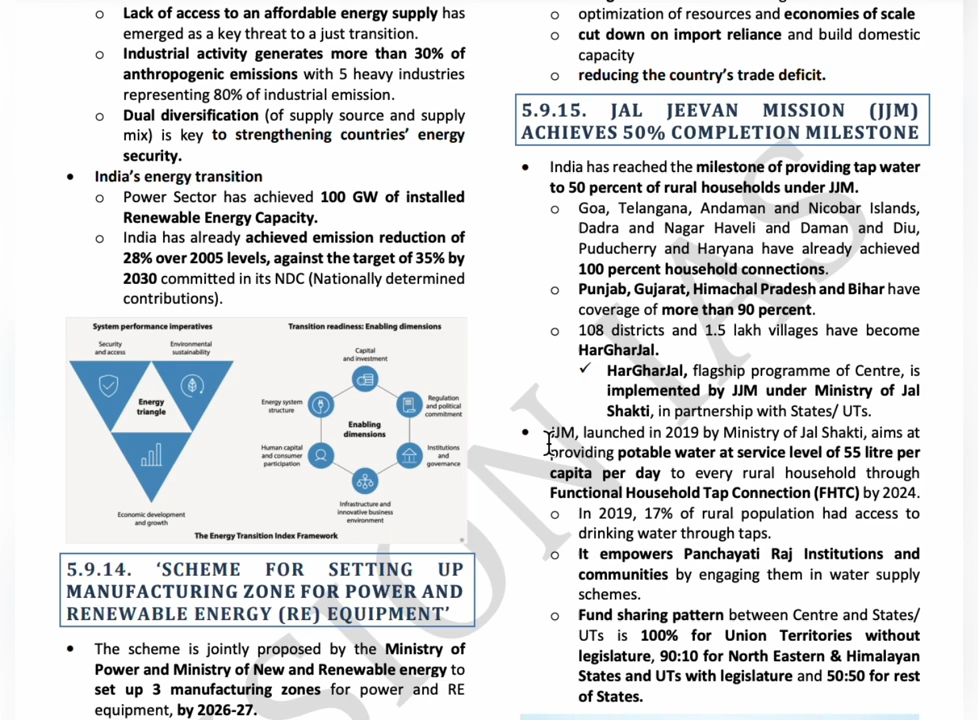 o Lack of access to an affordable energy supply has
emerged as a key threat to a just transition.
o Industrial activity generates more than 30% of
anthropogenic emissions with 5 heavy industries
representing 80% of industrial emission.
o Dual diversification (of supply source and supply
mix) is key to strengthening countries' energy
security.
• India's energy transition
o Power Sector has achieved 100 GW of installed
Renewable Energy Capacity.
o India has already achieved emission reduction of
28% over 2005 levels, against the target of 35% by
2030 committed in its NDC (Nationally determined
contributions).
System performance imperatives
Security
and access
Environmental
sustainability
Energy
triangle
Economic development
and growth
Transition readiness: Enabling dimensions
Capital
and investment
Energy system
structure
Regulation
and political
commitment
Enabling
dimensions
Human capital
and consumer
participation
Institutions
and
governance
Infrastructure and
innovative business
environment
The Energy Transition Index Framework
5.9.14. 'SCHEME FOR SETTING UP
MANUFACTURING ZONE FOR POWER AND
RENEWABLE ENERGY (RE) EQUIPMENT'
• The scheme is jointly proposed by the Ministry of
Power and Ministry of New and Renewable energy to
set up 3 manufacturing zones for power and RE
equipment, by 2026-27.
o optimization of resources and economies of scale
o cut down on import reliance and build domestic
capacity
o reducing the country's trade deficit.
5.9.15. JAL JEEVAN MISSION (JJM)
ACHIEVES 50% COMPLETION MILESTONE
• India has reached the milestone of providing tap water
to 50 percent of rural households under JJM.
o Goa, Telangana, Andaman and Nicobar Islands,
Dadra and Nagar Haveli and Daman and Diu,
Puducherry and Haryana have already achieved
100 percent household connections.
o Punjab, Gujarat, Himachal Pradesh and Bihar have
coverage of more than 90 percent.
o 108 districts and 1.5 lakh villages have become
HarGharJal.
✓ HarGharJal, flagship programme of Centre, is
implemented by JJM under Ministry of Jal
Shakti, in partnership with States/ UTs.
• JJM, launched in 2019 by Ministry of Jal Shakti, aims at
providing potable water at service level of 55 litre per
capita per day to every rural household through
Functional Household Tap Connection (FHTC) by 2024.
o In 2019, 17% of rural population had access to
drinking water through taps.
o It empowers Panchayati Raj Institutions and
communities by engaging them in water supply
schemes.
o Fund sharing pattern between Centre and States/
UTs is 100% for Union Territories without
legislature, 90:10 for North Eastern & Himalayan
States and UTs with legislature and 50:50 for rest
of States.
SION IAS